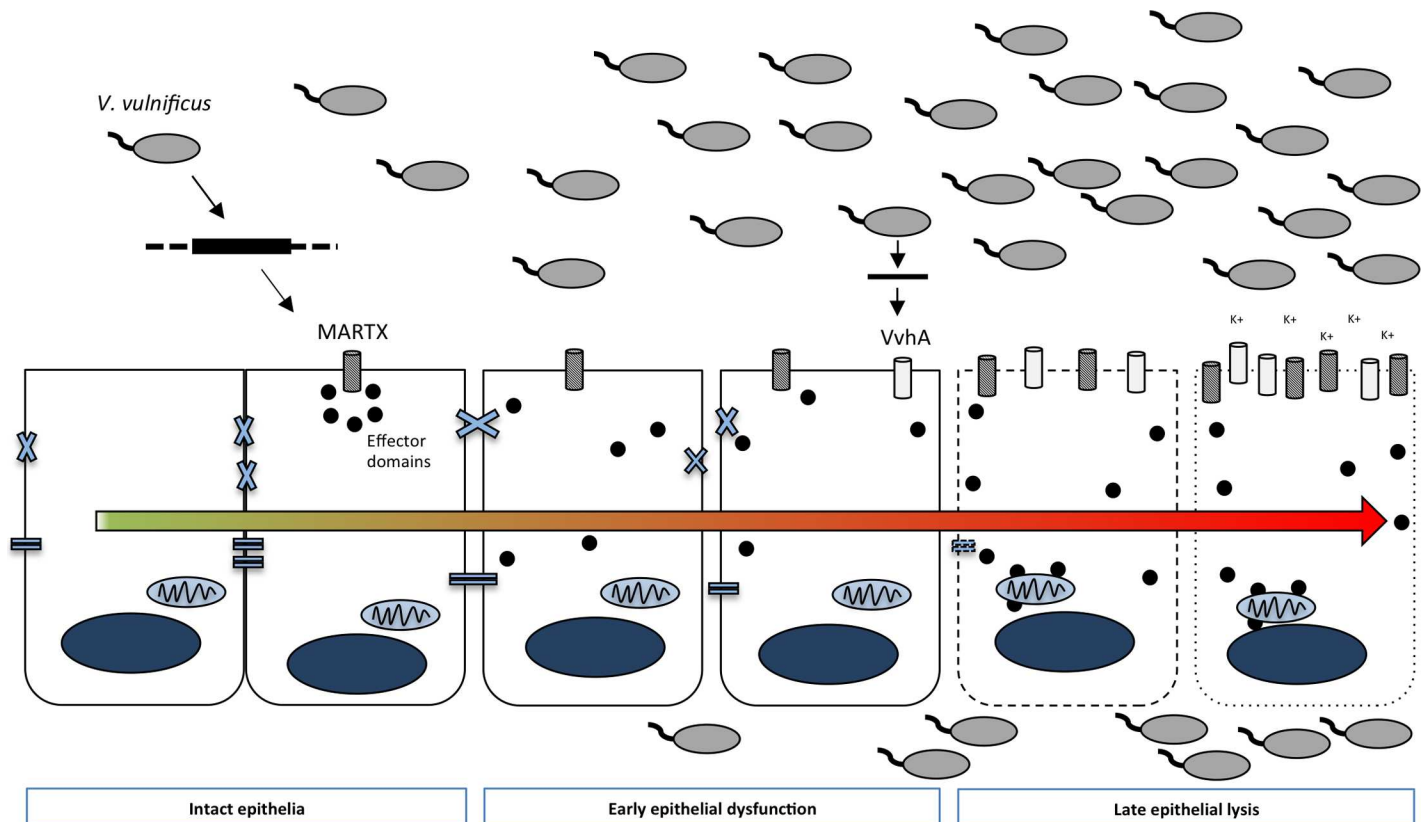 V. vulnificus
MARTX
VvhA
K+
K+
K+
K+
K+
Effector
domains
Intact epithelia
Early epithelial dysfunction
Late epithelial lysis